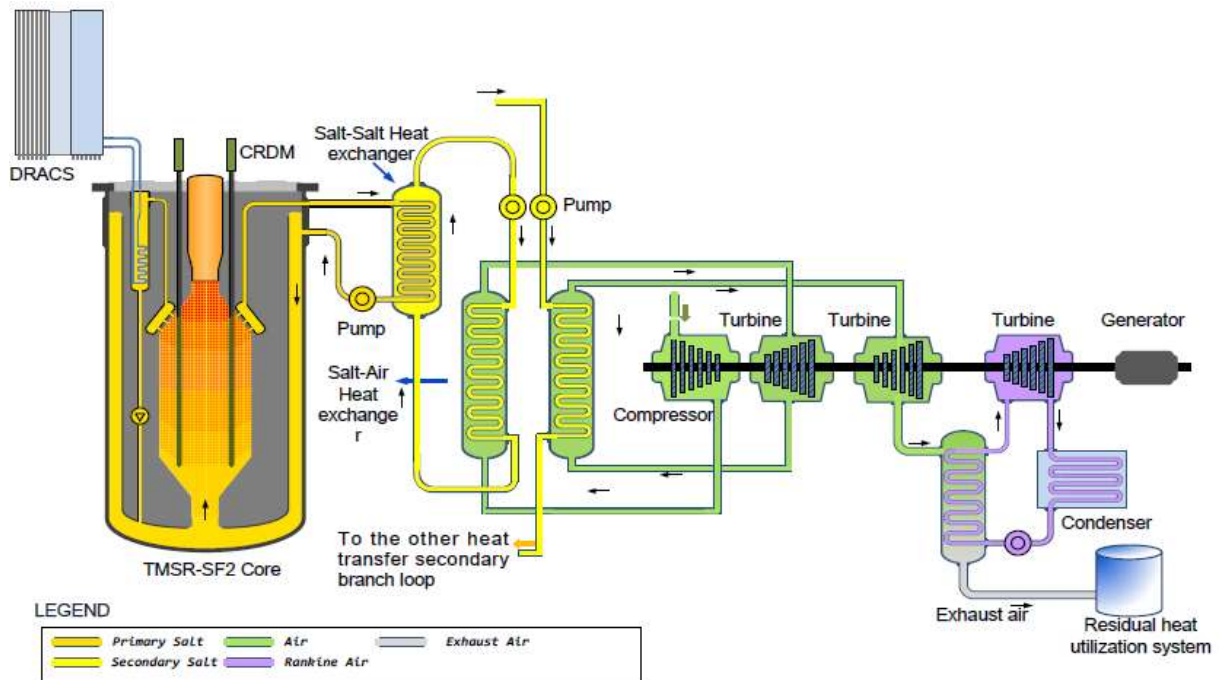 DRACS
CRDM
Salt-Salt Heat
exchanger
Pump
Pump
Salt-Air
Heat
exchange
r
Compressor
Turbine
Turbine
Turbine
Generator
Condenser
To the other heat
transfer secondary
branch loop
TMSR-SF2 Core
Exhaust air
Residual heat
utilization system
LEGEND
Primary Salt
Air
Exhaust Air
Secondary Salt
Rankine Air